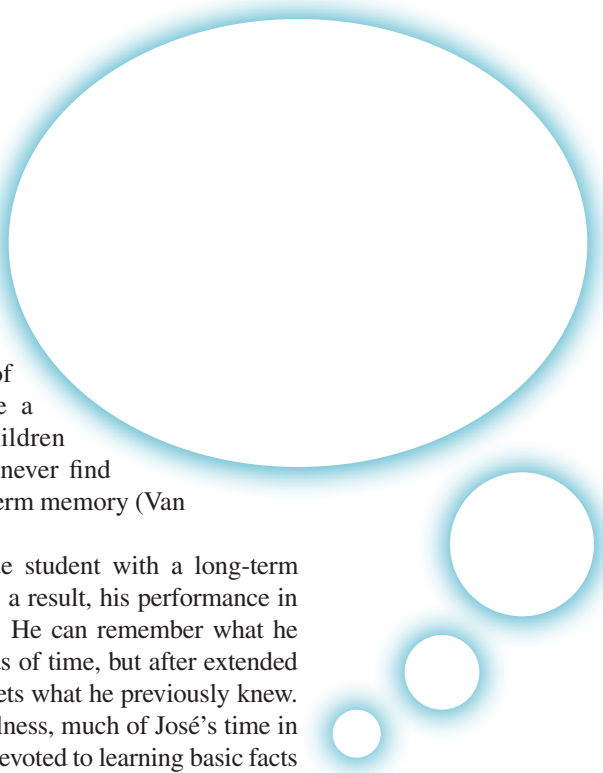 of
e a
ildren
never find
erm memory (Van
e student with a long-term
a result, his performance in
He can remember what he
s of time, but after extended
ets what he previously knew.
lness, much of José’s time in
evoted to learning basic facts